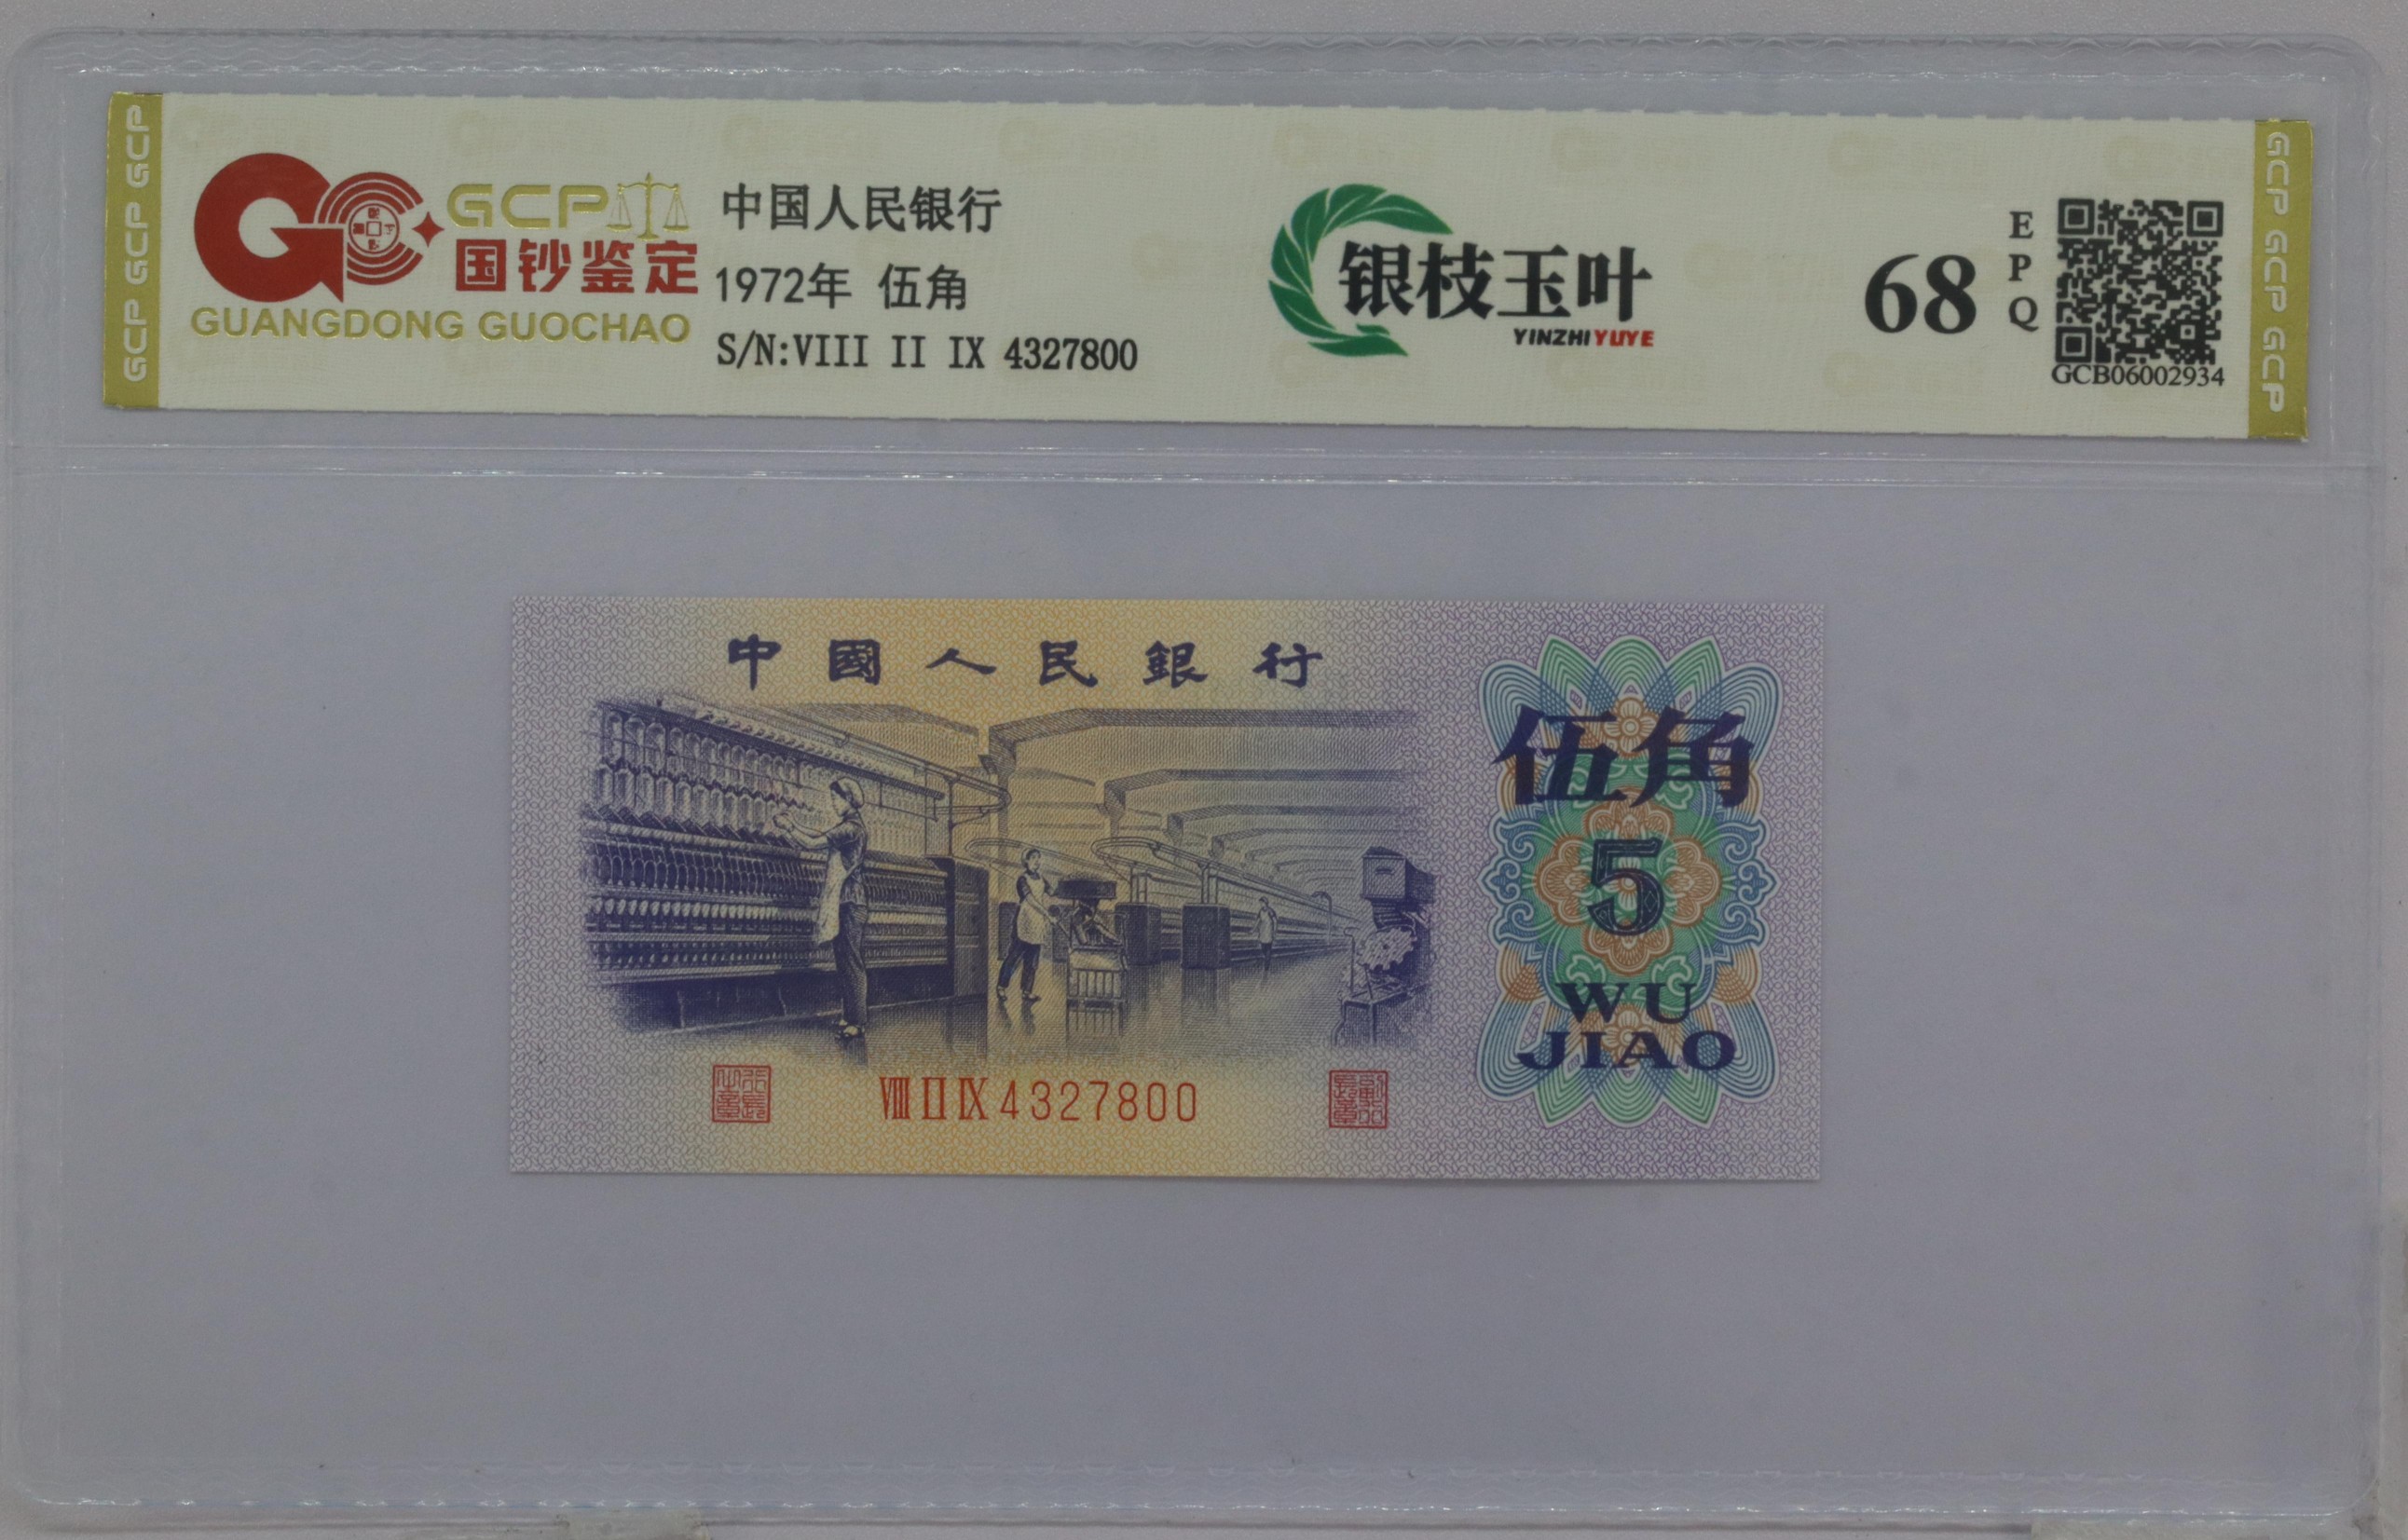 GCP GCP GCP
GCP
国钞鉴定
GUANGDONG GUOCHAO
中国人民银行
1972年 伍角
S/N:VIII II IX 4327800
银枝玉叶
YINZHIYUYE
68
EPQ
GCB06002934
GCP GCP GCP
中國人民銀行
伍角
5
WU
JIAO
VIII II IX 4327800